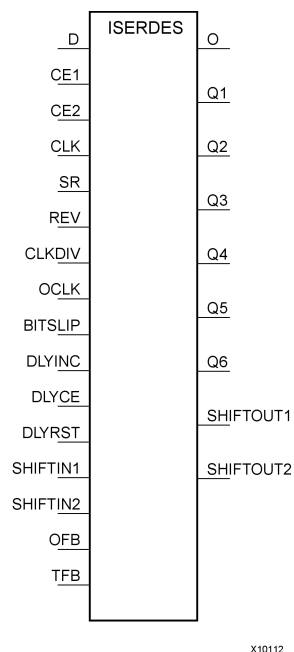 ISERDES
D
CE1
CE2
CLK
SR
REV
CLKDIV
OCLK
BITSLIP
DLYINC
DLYCE
DLYRST
SHIFTIN1
SHIFTIN2
OFB
TFB
O
Q1
Q2
Q3
Q4
Q5
Q6
SHIFTOUT1
SHIFTOUT2
X10112